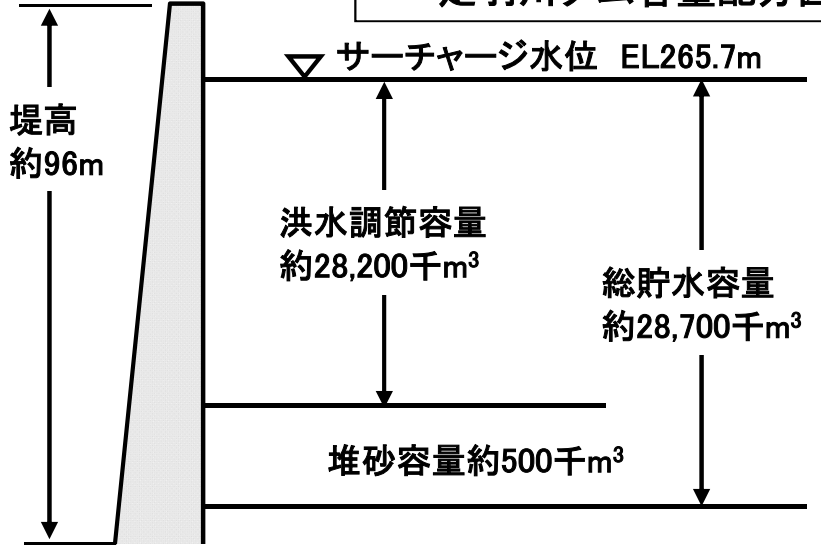 サーチャージ水位 EL265.7m
堤高
約96m
洪水調節容量
約28,200千m³
総貯水容量
約28,700千m³
堆砂容量約500千m³